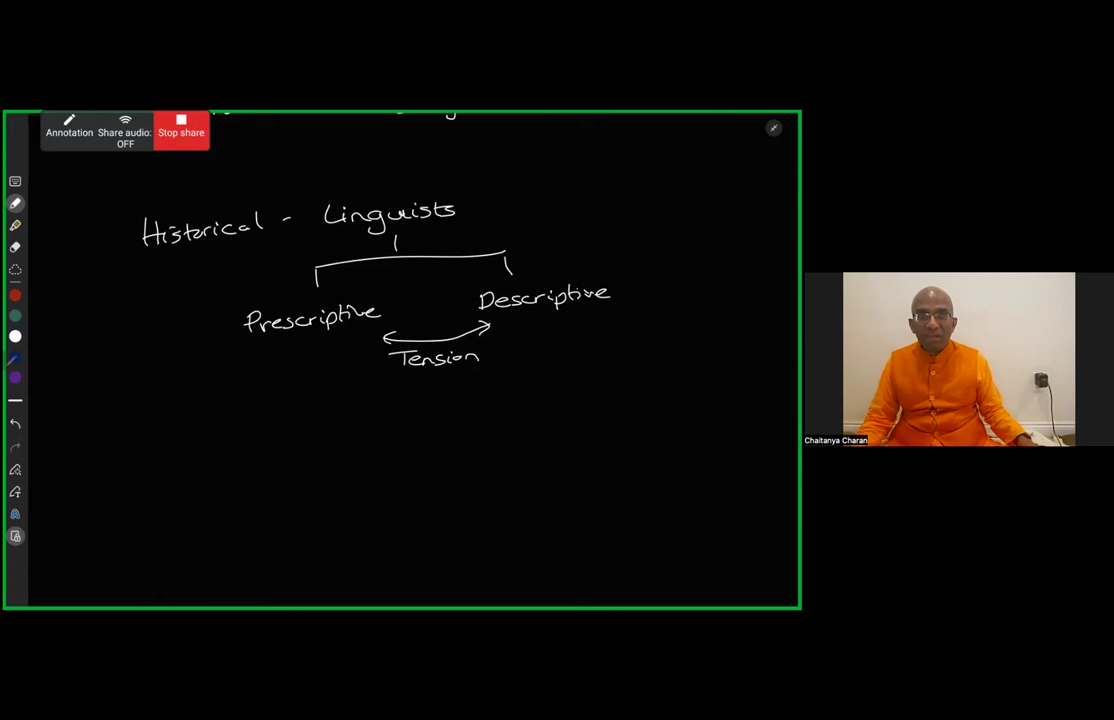 Annotation Share audio: OFF Stop share
Historical - Linguists
Prescriptive Descriptive
Tension
Chaitanya Charan